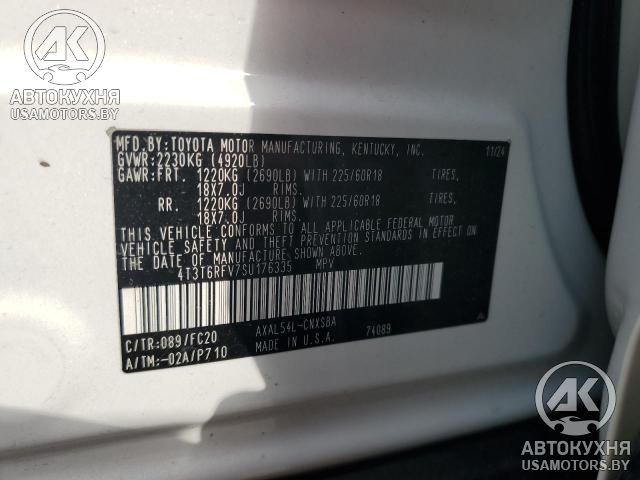 AK
АВТОКУХНЯ
USAMOTORS.BY
MFD.BY:TOYOTA MOTOR MANUFACTURING, KENTUCKY, INC. 11/24
GVWR:2230KG (4920LB)
GAWR:FRT. 1220KG (2690LB) WITH 225/60R18 TIRES,
18X7.0J RIMS.
RR. 1220KG (2690LB) WITH 225/60R18 TIRES,
18X7.0J RIMS.
THIS VEHICLE CONFORMS TO ALL APPLICABLE FEDERAL MOTOR
VEHICLE SAFETY AND THEFT PREVENTION STANDARDS IN EFFECT ON
THE DATE OF MANUFACTURE SHOWN ABOVE.
4T3T6RFV7SU176335 MPV
C/TR:089/FC20 AXAL54L-CNXSBA 74089
A/TM:-02A/P710 MADE IN U.S.A.
AK
АВТОКУХНЯ
USAMOTORS.BY